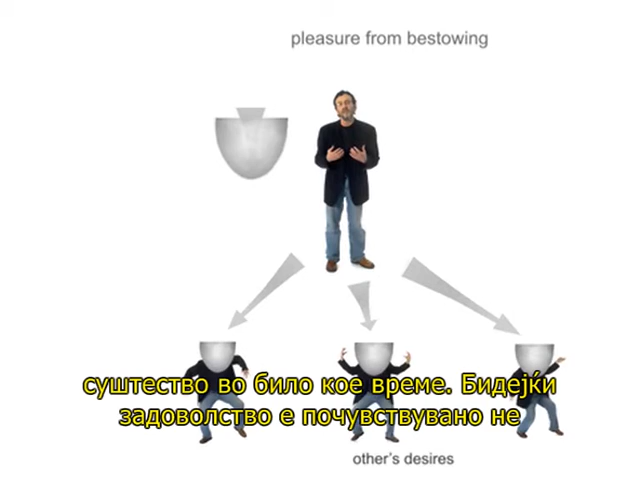 pleasure from bestowing
суштество во било кое време. Бидејќи
задоволство е почувствувано не
other's desires